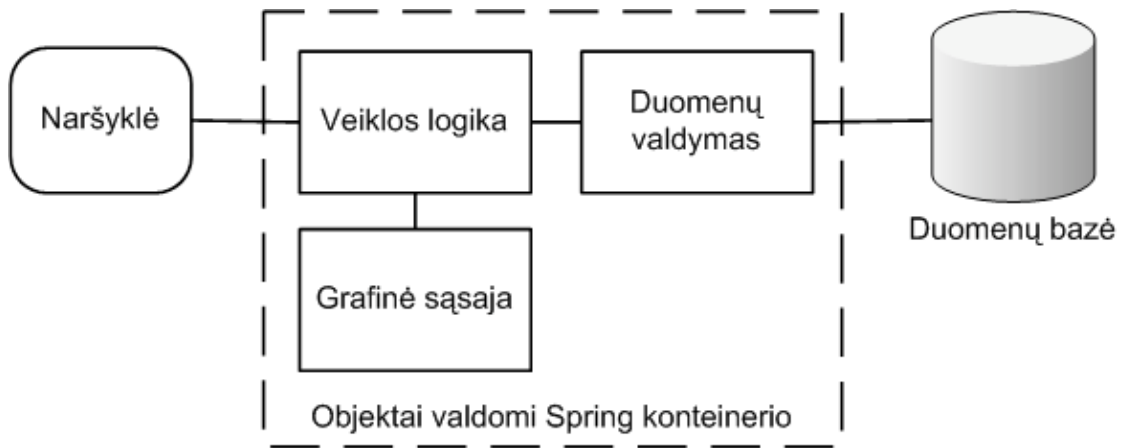 Naršyklė
Veiklos logika
Duomenų
valdymas
Duomenų bazė
Grafinė sąsaja
Objektai valdomi Spring konteinerio